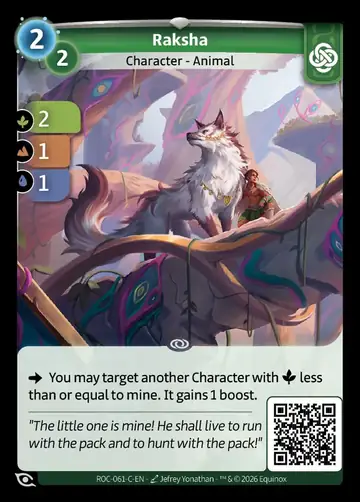 2
2
Raksha
Character - Animal
2
1
1
You may target another Character with less
than or equal to mine. It gains 1 boost.
"The little one is mine! He shall live to run
with the pack and to hunt with the pack!"
ROC-061-C-EN - Jefrey Yonathan - ™ & © 2026 Equinox